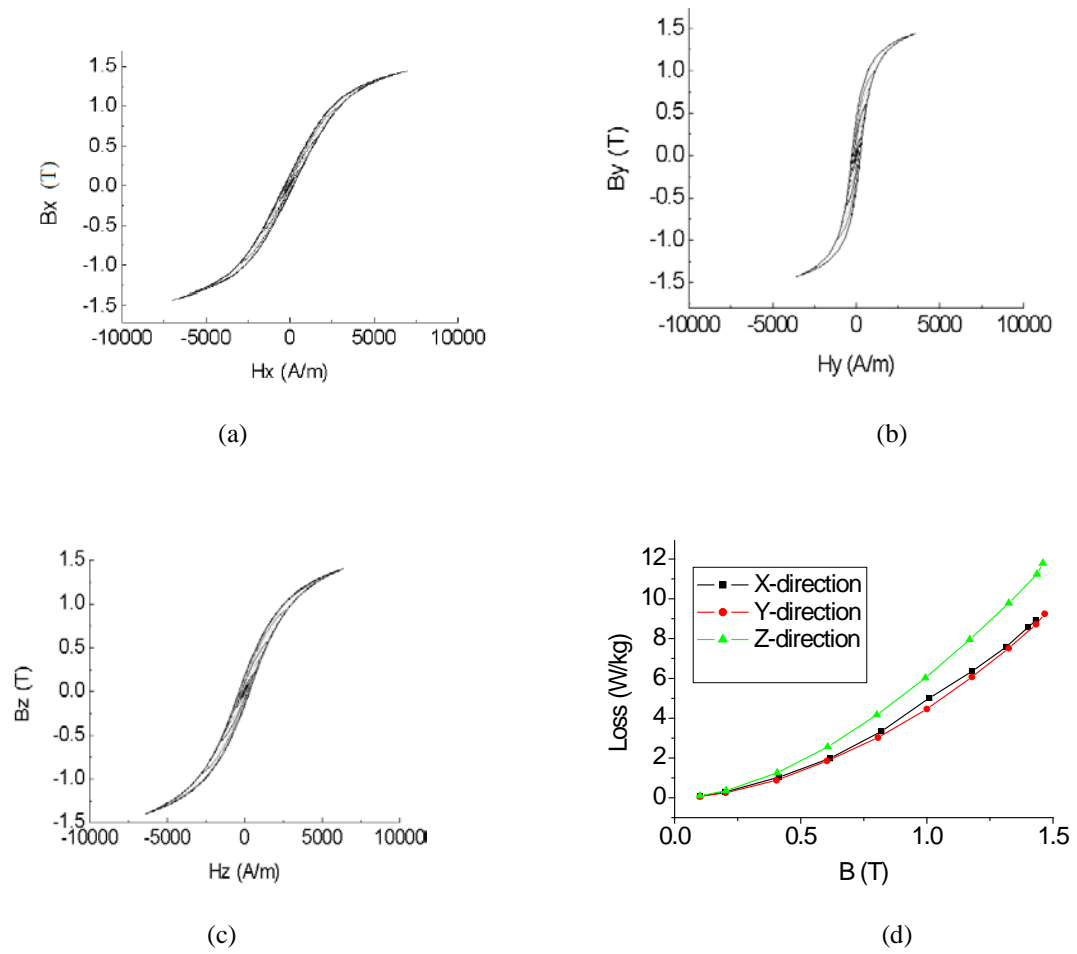 1.5
1.0
0.5
0.0
-0.5
-1.0
-1.5
Bx (T)
-10000 -5000 0 5000 10000
Hx (A/m)
(a)
1.5
1.0
0.5
0.0
-0.5
-1.0
-1.5
By (T)
-10000 -5000 0 5000 10000
Hy (A/m)
(b)
1.5
1.0
0.5
0.0
-0.5
-1.0
-1.5
Bz (T)
-10000 -5000 0 5000 10000
Hz (A/m)
(c)
12
10
8
6
4
2
0
Loss (W/kg)
X-direction
Y-direction
Z-direction
0.0 0.5 1.0 1.5
B (T)
(d)